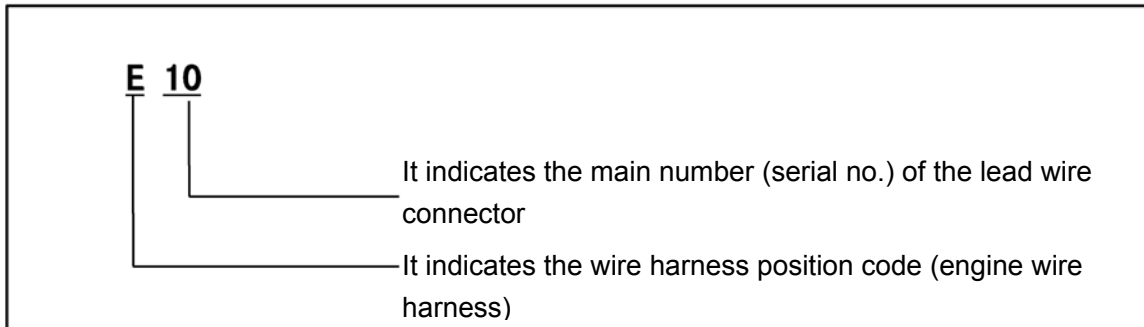 E 10
It indicates the main number (serial no.) of the lead wire
connector
It indicates the wire harness position code (engine wire
harness)